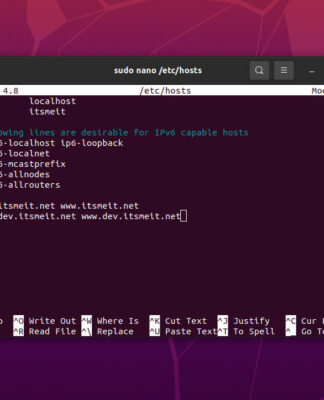 sudo nano /etc/hosts
4.8 /etc/hosts Mo
localhost
itsmeit
owing lines are desirable for IPv6 capable hosts
6-localhost ip6-loopback
6-localnet
6-mcastprefix
6-allnodes
6-allrouters
itsmeit.net www.itsmeit.net
dev.itsmeit.net www.dev.itsmeit.net
^O Write Out ^W Where Is ^K Cut Text ^J Justify ^C Cur
^R Read File ^\ Replace ^U Paste Text ^T To Spell ^_ Go To